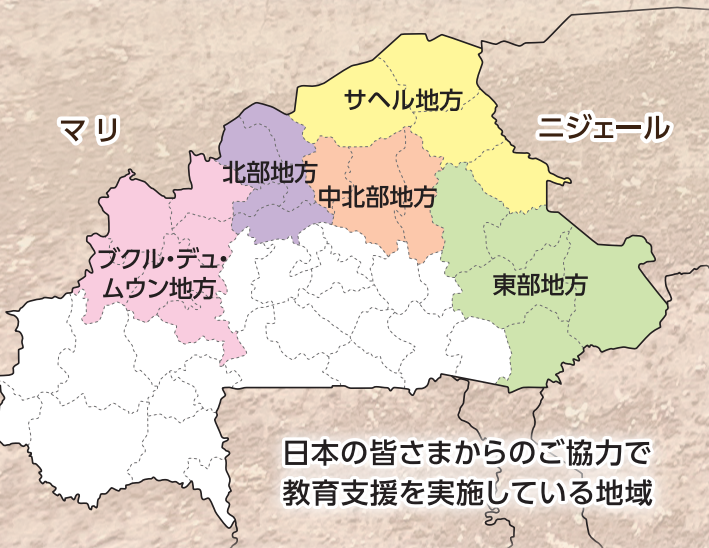 サヘル地方
マリ
ニジェール
北部地方
中北部地方
ブクル・デュ・
ムウン地方
東部地方
日本の皆さまからのご協力で
教育支援を実施している地域